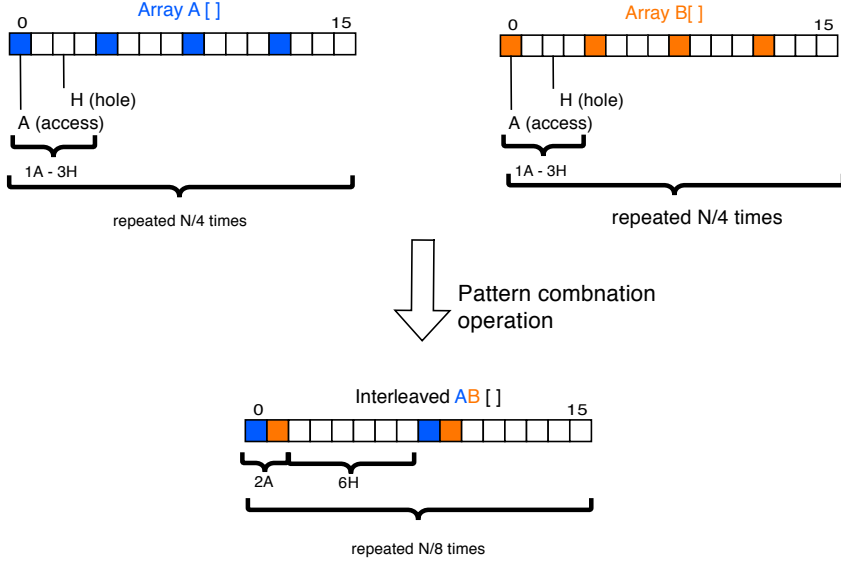 Array A [ ]
0
15
H (hole)
A (access)
1A - 3H
repeated N/4 times
Array B[ ]
0
15
H (hole)
A (access)
1A - 3H
repeated N/4 times
Pattern combnation
operation
Interleaved AB [ ]
0
15
2A
6H
repeated N/8 times